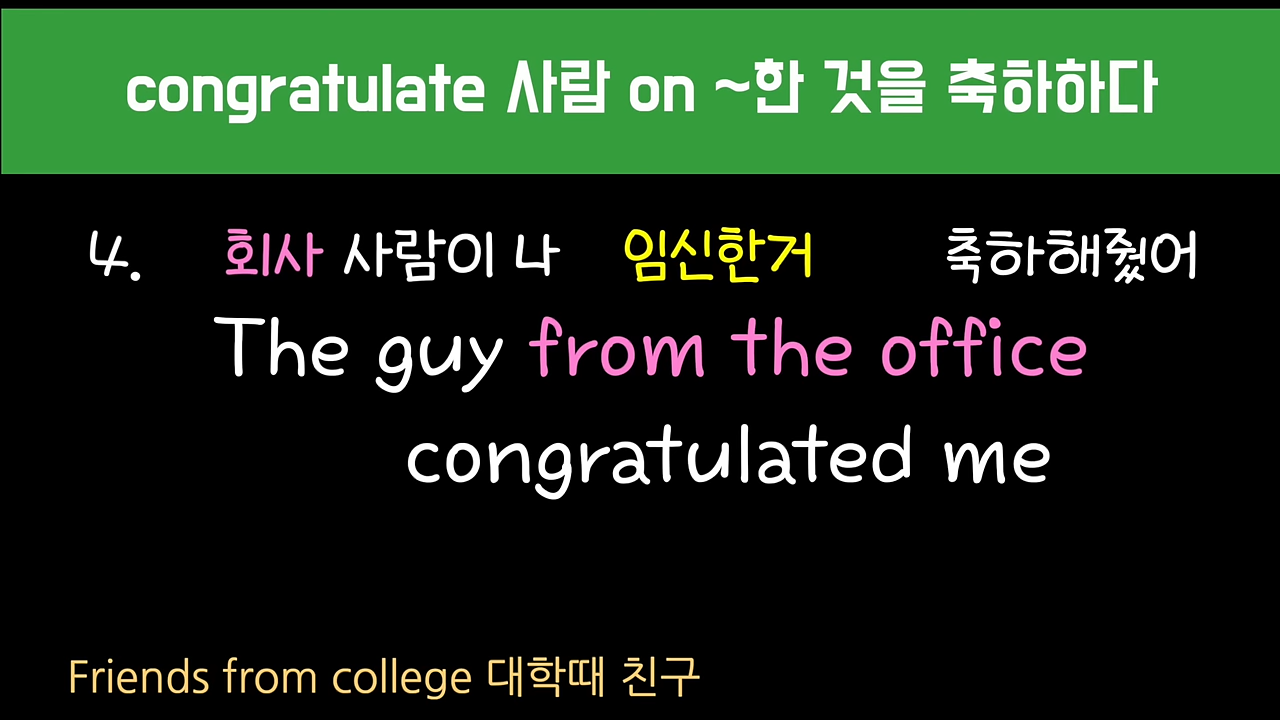 congratulate 사람 on ~한 것을 축하하다
4. 회사 사람이 나 임신한거 축하해줬어
The guy from the office
congratulated me
Friends from college 대학때 친구